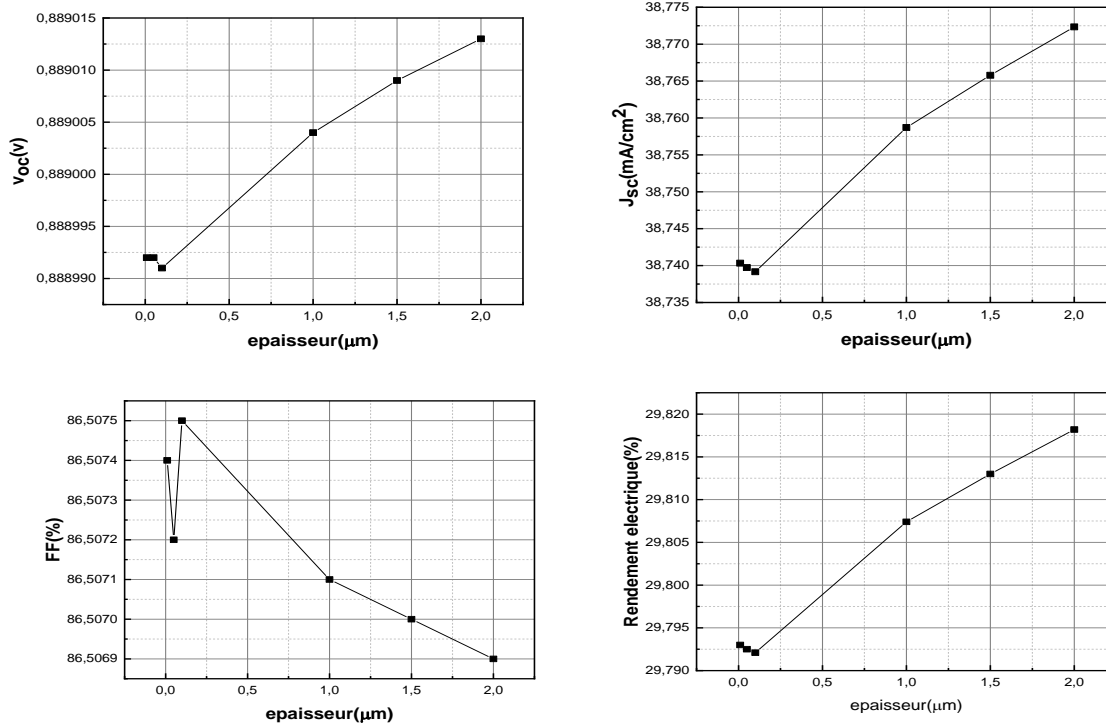 0,889015
0,889010
0,889005
0,889000
0,888995
0,888990
v_oc(v)
0,0 0,5 1,0 1,5 2,0
epaisseur(μm)
38,775
38,770
38,765
38,760
38,755
38,750
38,745
38,740
38,735
J_sc(mA/cm²)
0,0 0,5 1,0 1,5 2,0
epaisseur(μm)
86,5075
86,5074
86,5073
86,5072
86,5071
86,5070
86,5069
FF(%)
0,0 0,5 1,0 1,5 2,0
epaisseur(μm)
29,820
29,815
29,810
29,805
29,800
29,795
29,790
Rendement electrique(%)
0,0 0,5 1,0 1,5 2,0
epaisseur(μm)